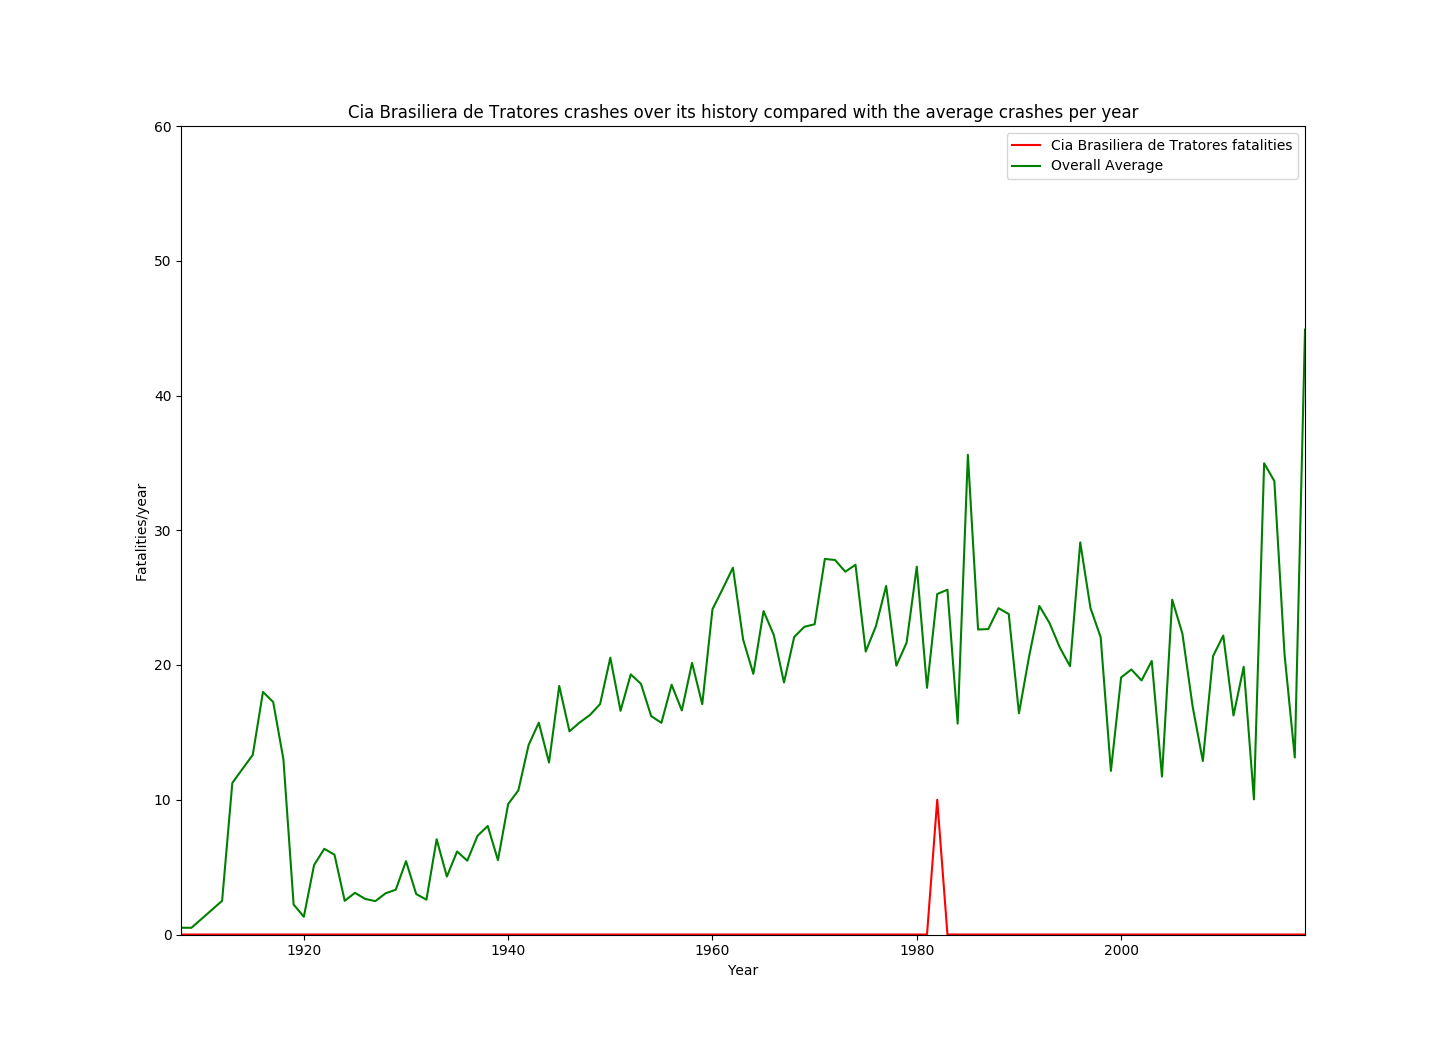 Cia Brasiliera de Tratores crashes over its history compared with the average crashes per year
60
Cia Brasiliera de Tratores fatalities
Overall Average
50
40
30
Fatalities/year
20
10
0
1920
1940
1960
1980
2000
Year